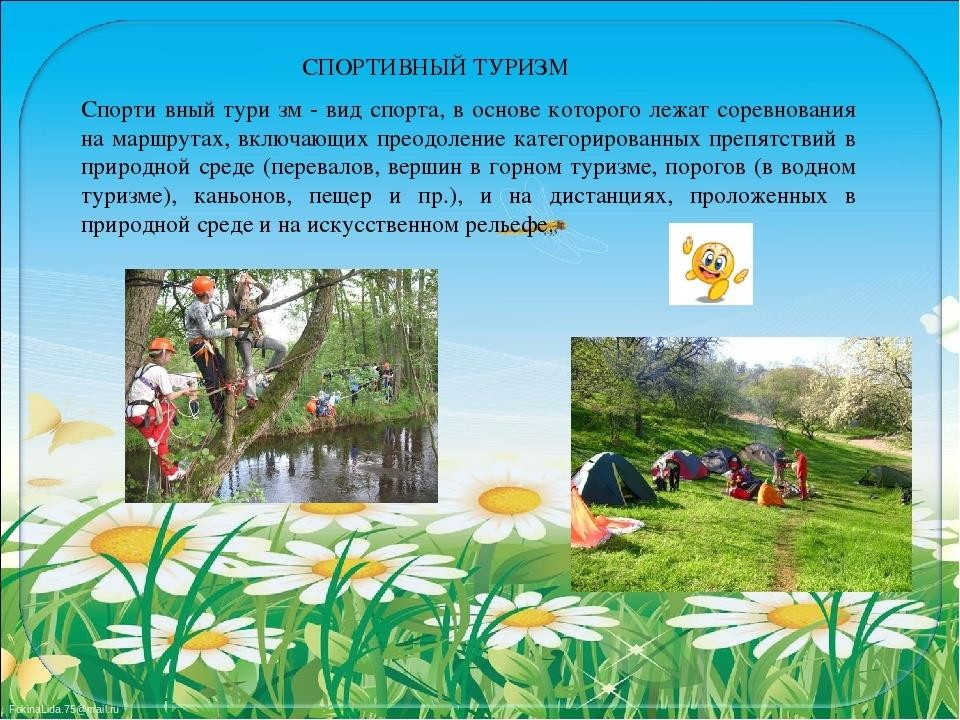 СПОРТИВНЫЙ ТУРИЗМ
Спорти вный тури зм - вид спорта, в основе которого лежат соревнования
на маршрутах, включающих преодоление категорированных препятствий в
природной среде (перевалов, вершин в горном туризме, порогов (в водном
туризме), каньонов, пещер и пр.), и на дистанциях, проложенных в
природной среде и на искусственном рельефе,.
FokinaLida.75@mail.ru